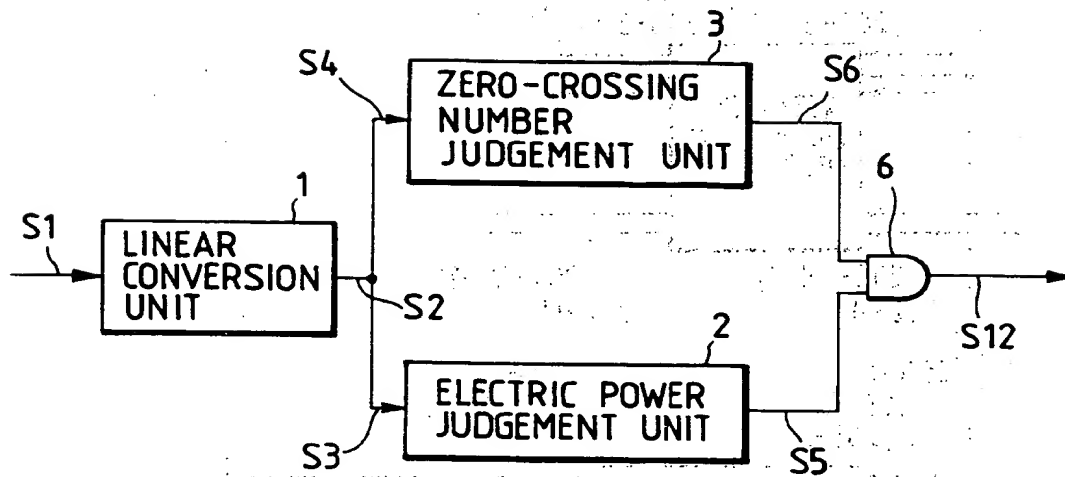 3
S4
ZERO-CROSSING
NUMBER
JUDGEMENT UNIT
S6
1
6
S1
LINEAR
CONVERSION
UNIT
S2
S12
2
ELECTRIC POWER
JUDGEMENT UNIT
S3
S5